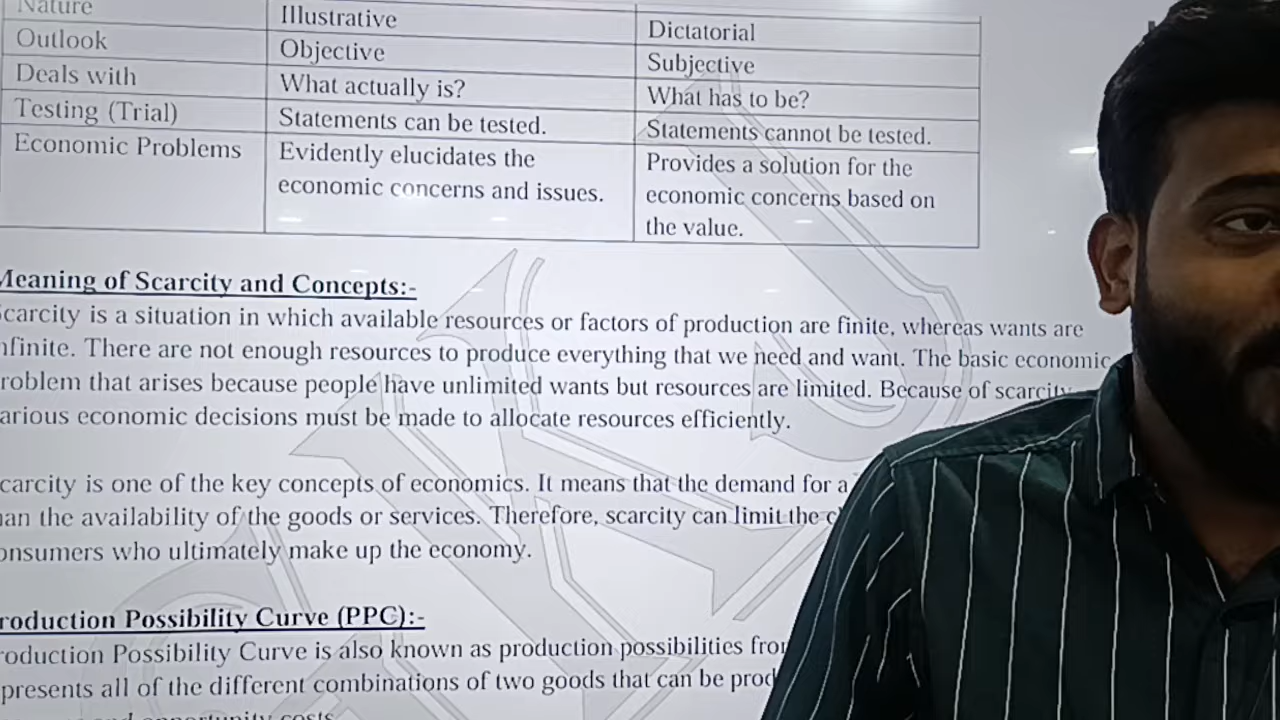 Nature Illustrative Dictatorial
Outlook Objective Subjective
Deals with What actually is? What has to be?
Testing (Trial) Statements can be tested. Statements cannot be tested.
Economic Problems Evidently elucidates the Provides a solution for the
economic concerns and issues. economic concerns based on
the value.
Meaning of Scarcity and Concepts:-
carcity is a situation in which available resources or factors of production are finite, whereas wants are
nfinite. There are not enough resources to produce everything that we need and want. The basic economic
roblem that arises because people have unlimited wants but resources are limited. Because of scarcity
arious economic decisions must be made to allocate resources efficiently.
carcity is one of the key concepts of economics. It means that the demand for a
an the availability of the goods or services. Therefore, scarcity can limit the
onsumers who ultimately make up the economy.
roduction Possibility Curve (PPC):-
roduction Possibility Curve is also known as production possibilities
presents all of the different combinations of two goods that can be
opportunity costs